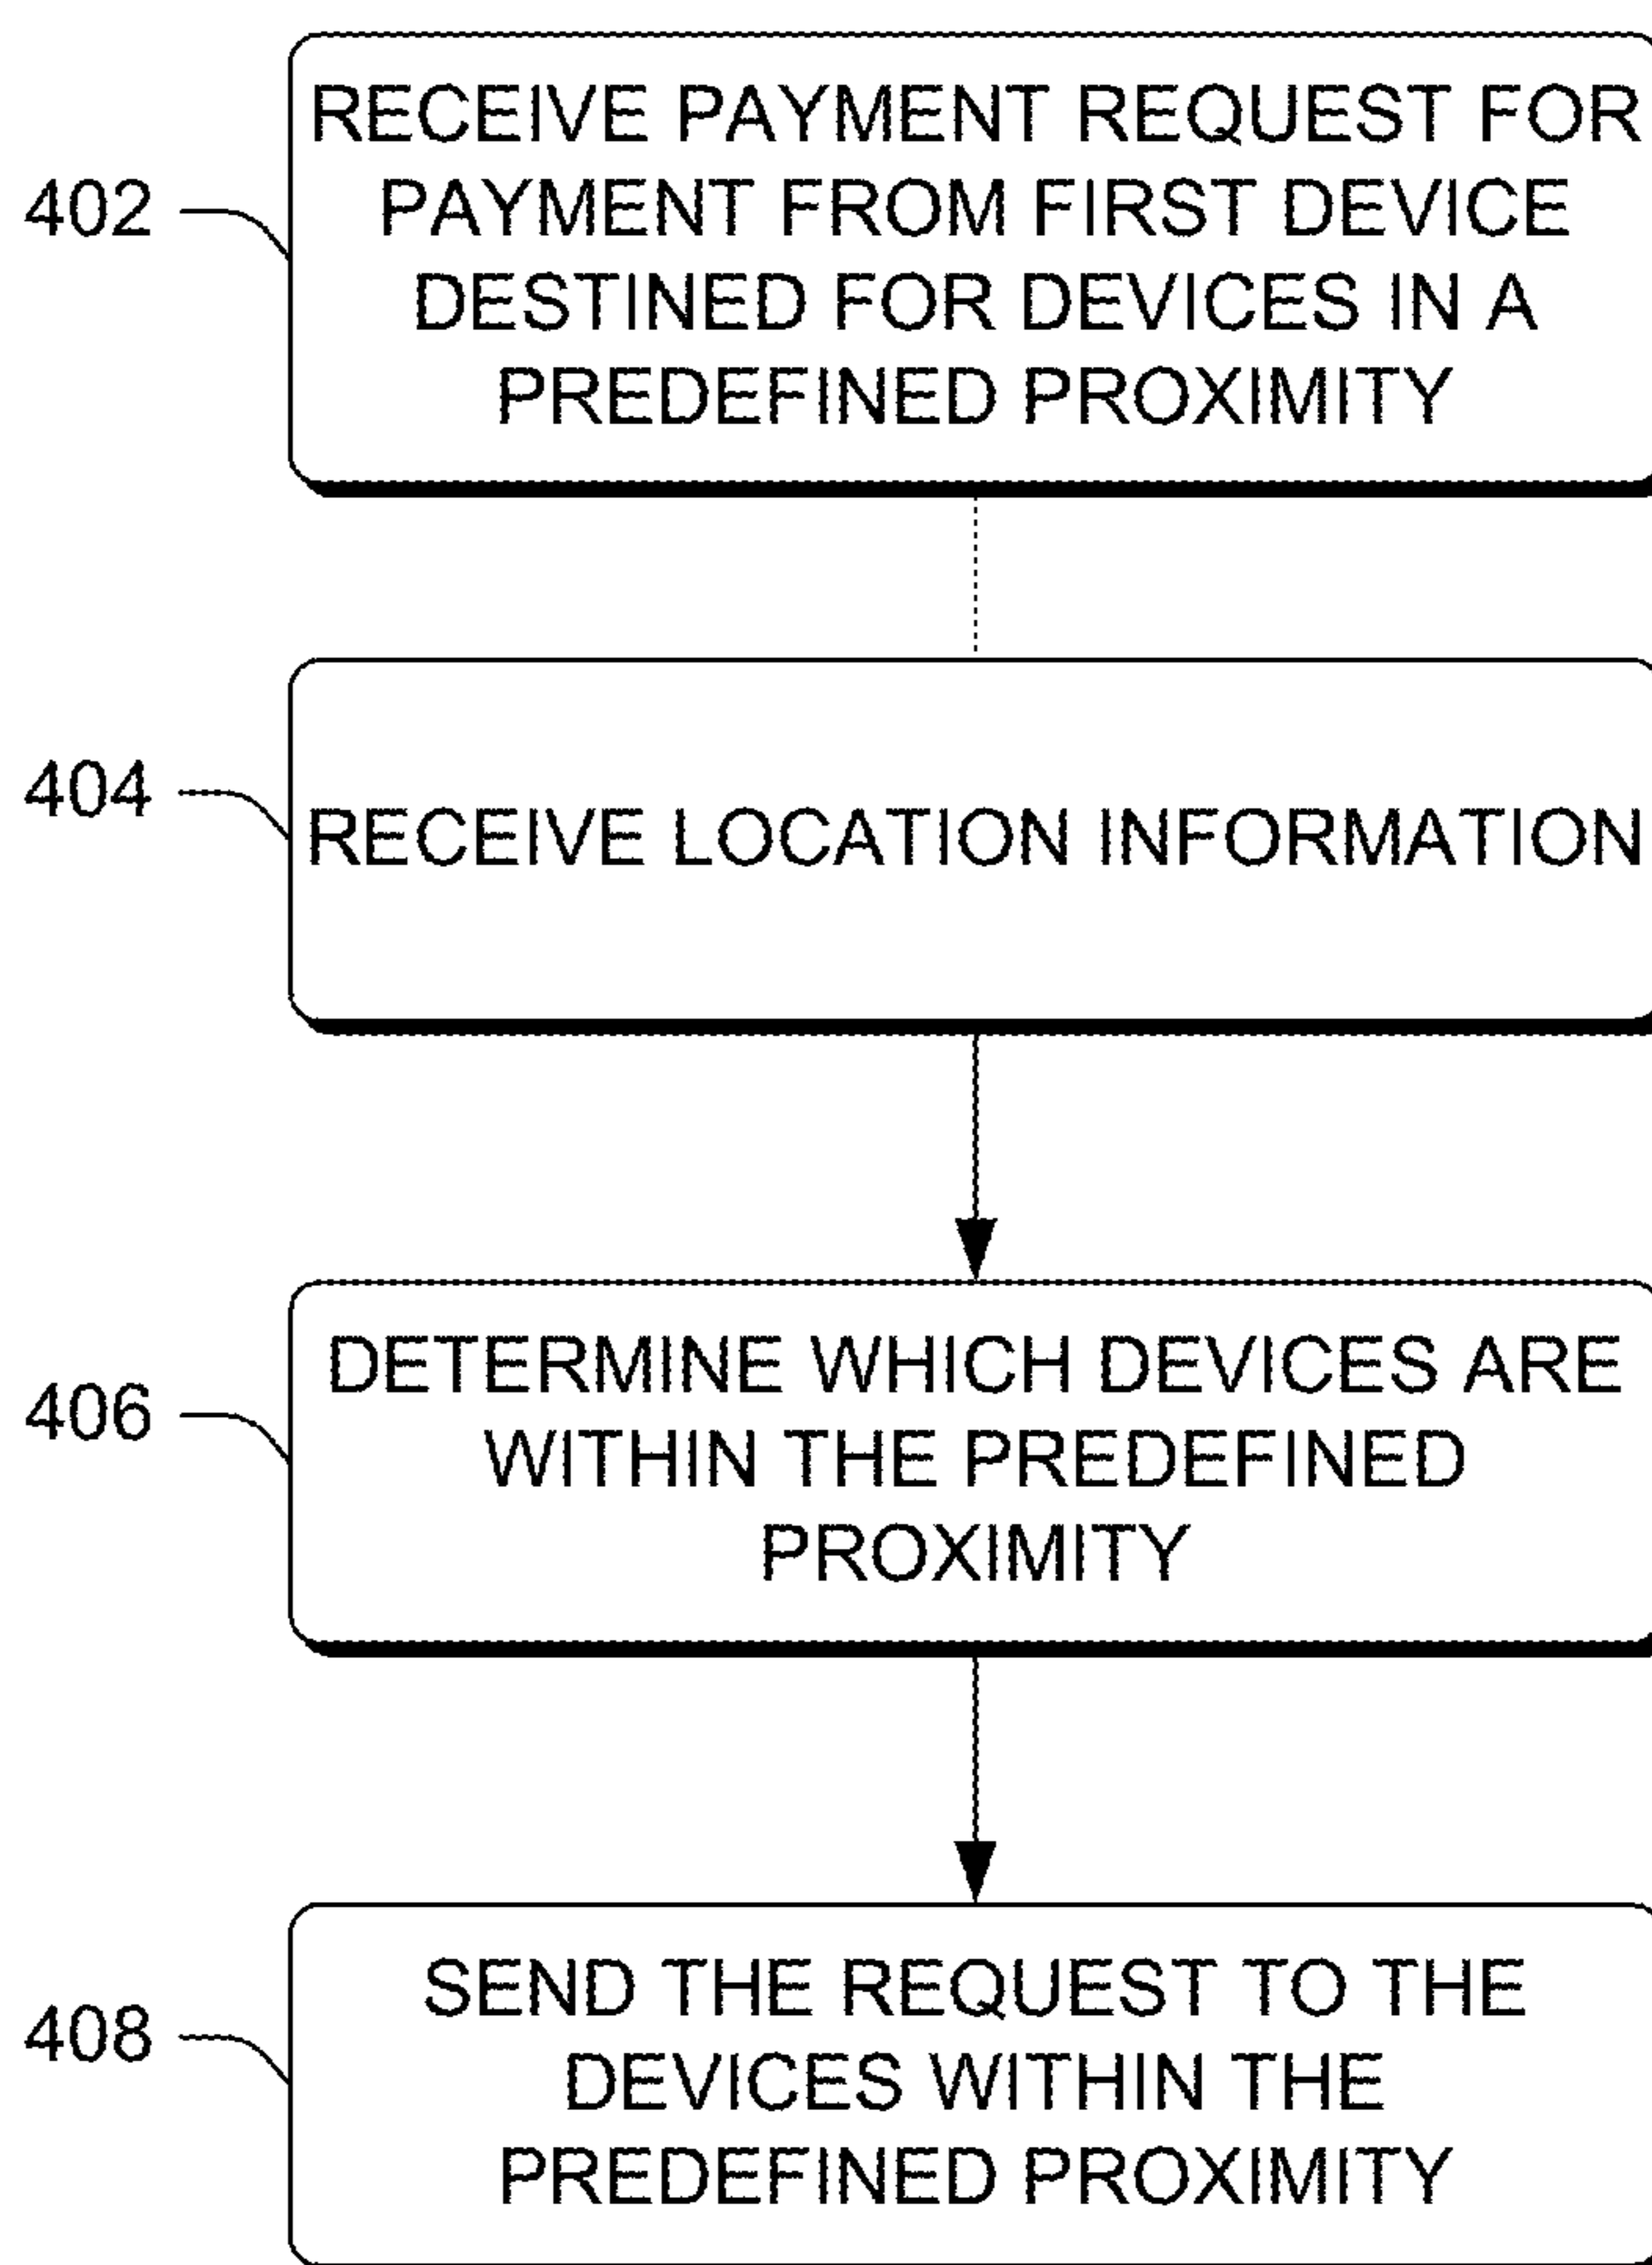 RECEIVE PAYMENT REQUEST FOR
402
PAYMENT FROM FIRST DEVICE
DESTINED FOR DEVICES IN A
PREDEFINED PROXIMITY
404
RECEIVE LOCATION INFORMATION
DETERMINE WHICH DEVICES ARE
406
WITHIN THE PREDEFINED
PROXIMITY
SEND THE REQUEST TO THE
408
DEVICES WITHIN THE
PREDEFINED PROXIMITY